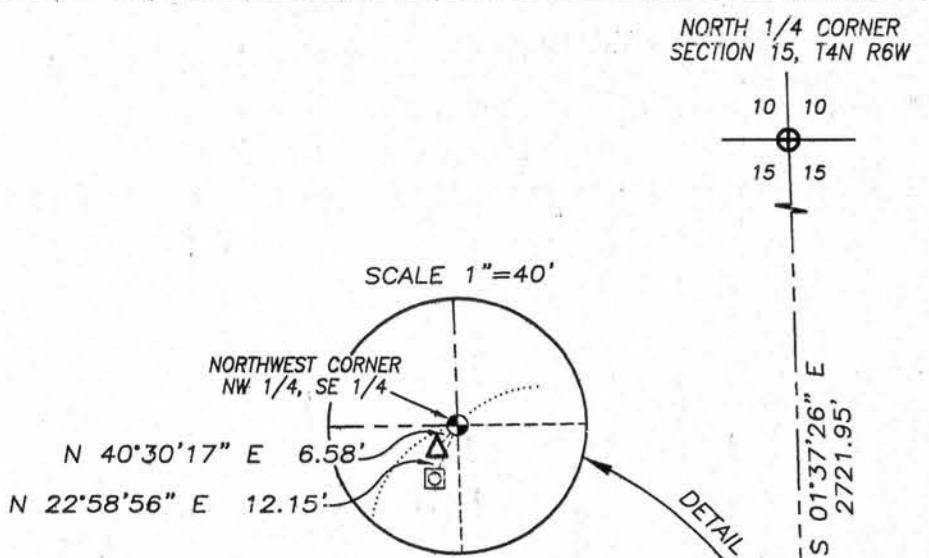 NORTH 1/4 CORNER
SECTION 15, T4N R6W
10 10
15 15
SCALE 1"=40'
NORTHWEST CORNER
NW 1/4, SE 1/4
N 40°30'17" E 6.58'
N 22°58'56" E 12.15'
DETAIL
S 01°37'26" E
2721.95'